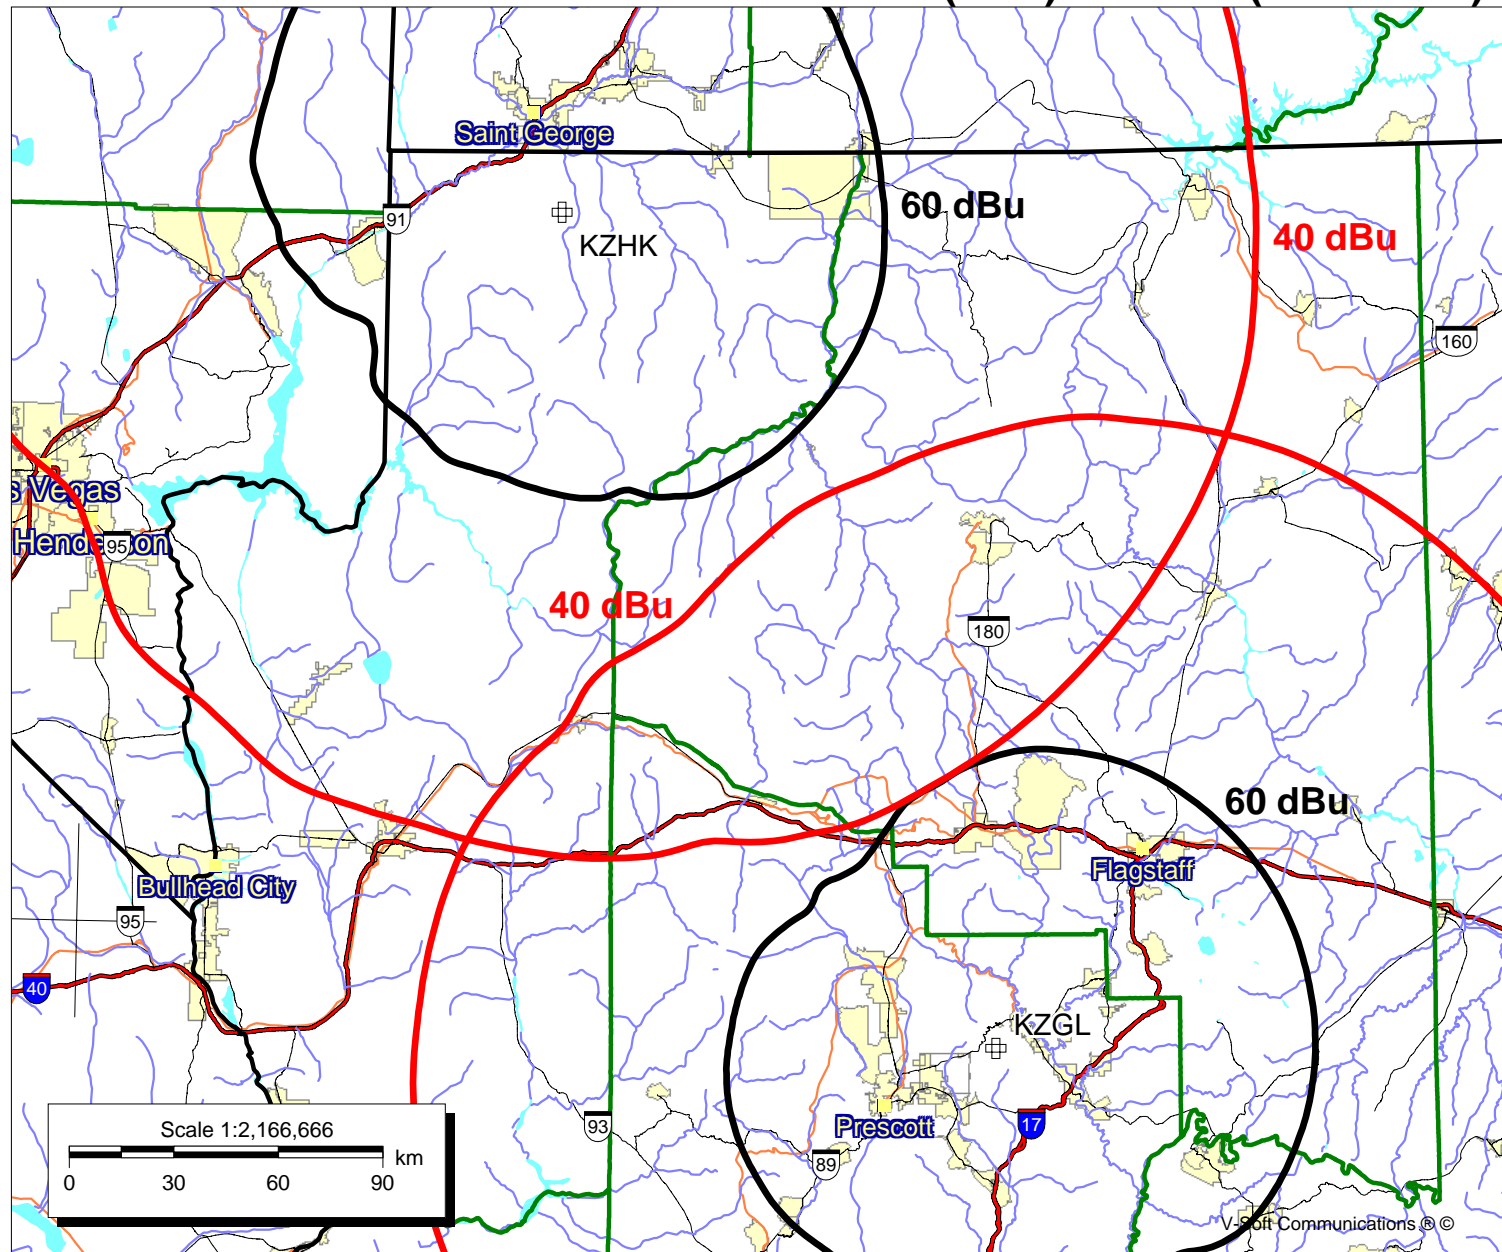 Saint George
91
KZHK
60 dBu
40 dBu
160
s Vegas
Henderson
95
40 dBu
180
60 dBu
Flagstaff
Bullhead City
95
40
KZGL
Prescott
17
93
89
Scale 1:2,166,666
km
0 30 60 90
V-Soft Communications ® ©